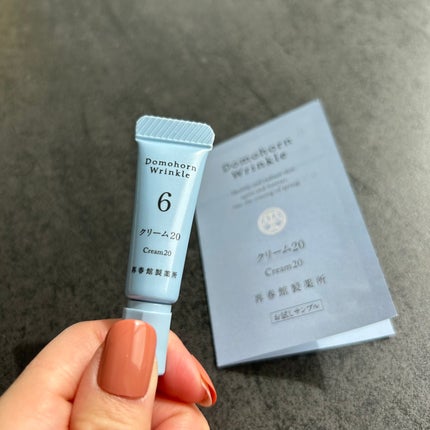 Domohorn
Wrinkle
6
クリーム20
Cream20
再春館製薬所
Domohorn
Wrinkle
クリーム20
Cream20
再春館製薬所
お試しサンプル